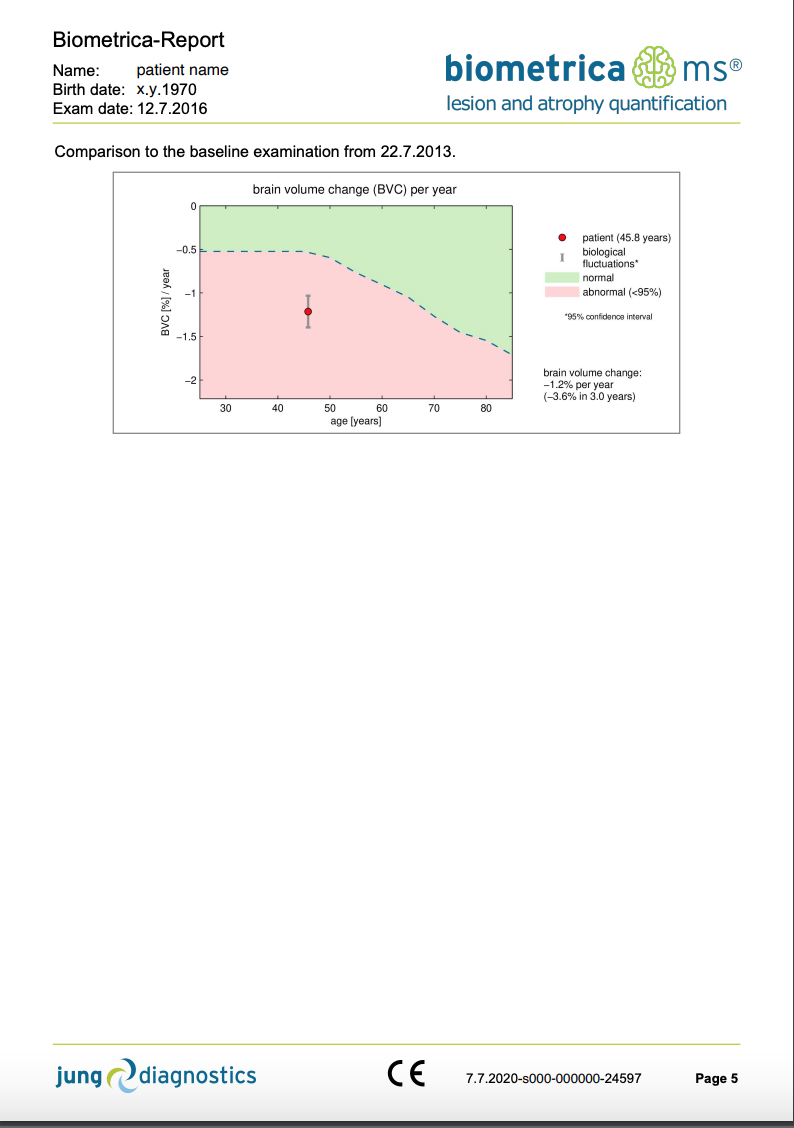 Biometrica-Report
Name: patient name
Birth date: x.y.1970
Exam date: 12.7.2016
biometrica ms®
lesion and atrophy quantification
Comparison to the baseline examination from 22.7.2013.
brain volume change (BVC) per year
0
−0.5
−1
−1.5
−2
BVC [%] / year
30 40 50 60 70 80
age [years]
patient (45.8 years)
biological
fluctuations*
normal
abnormal (<95%)
*95% confidence interval
brain volume change:
−1.2% per year
(−3.6% in 3.0 years)
jung diagnostics
CE
7.7.2020-s000-000000-24597
Page 5